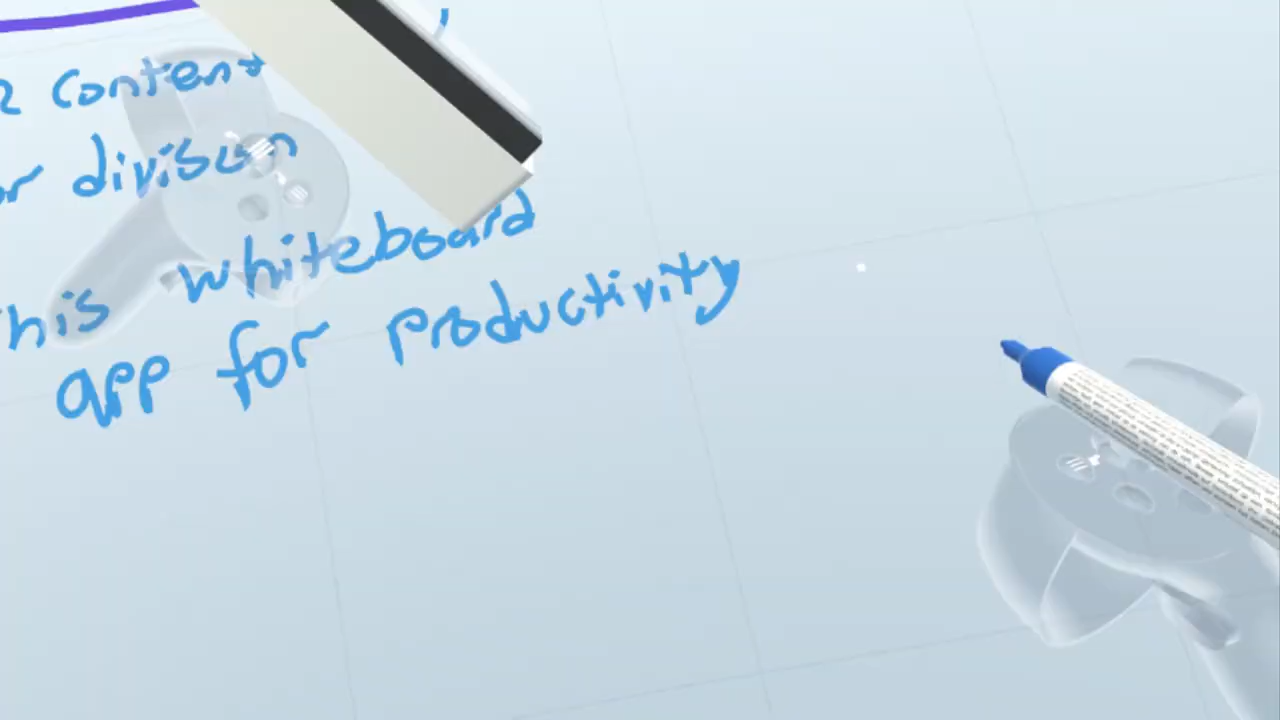 content
division
this whiteboard
app for productivity